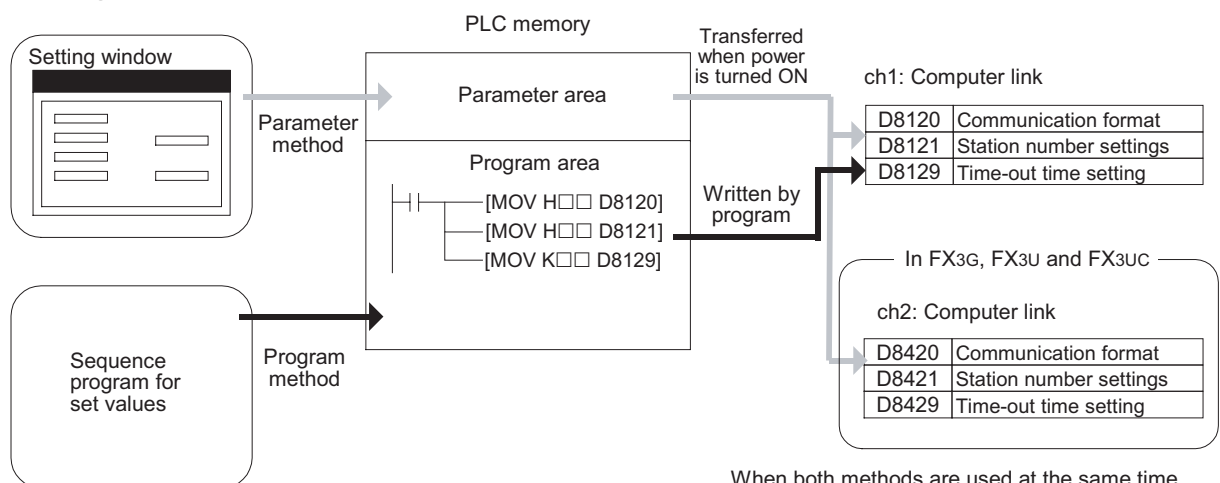 Setting window
Parameter
method
PLC memory
Parameter area
Program area
[MOV H□□ D8120]
[MOV H□□ D8121]
[MOV K□□ D8129]
Transferred
when power
is turned ON
Written by
program
ch1: Computer link
D8120 Communication format
D8121 Station number settings
D8129 Time-out time setting
In FX3G, FX3U and FX3UC
ch2: Computer link
D8420 Communication format
D8421 Station number settings
D8429 Time-out time setting
Sequence
program for
set values
Program
method
When both methods are used at the same time